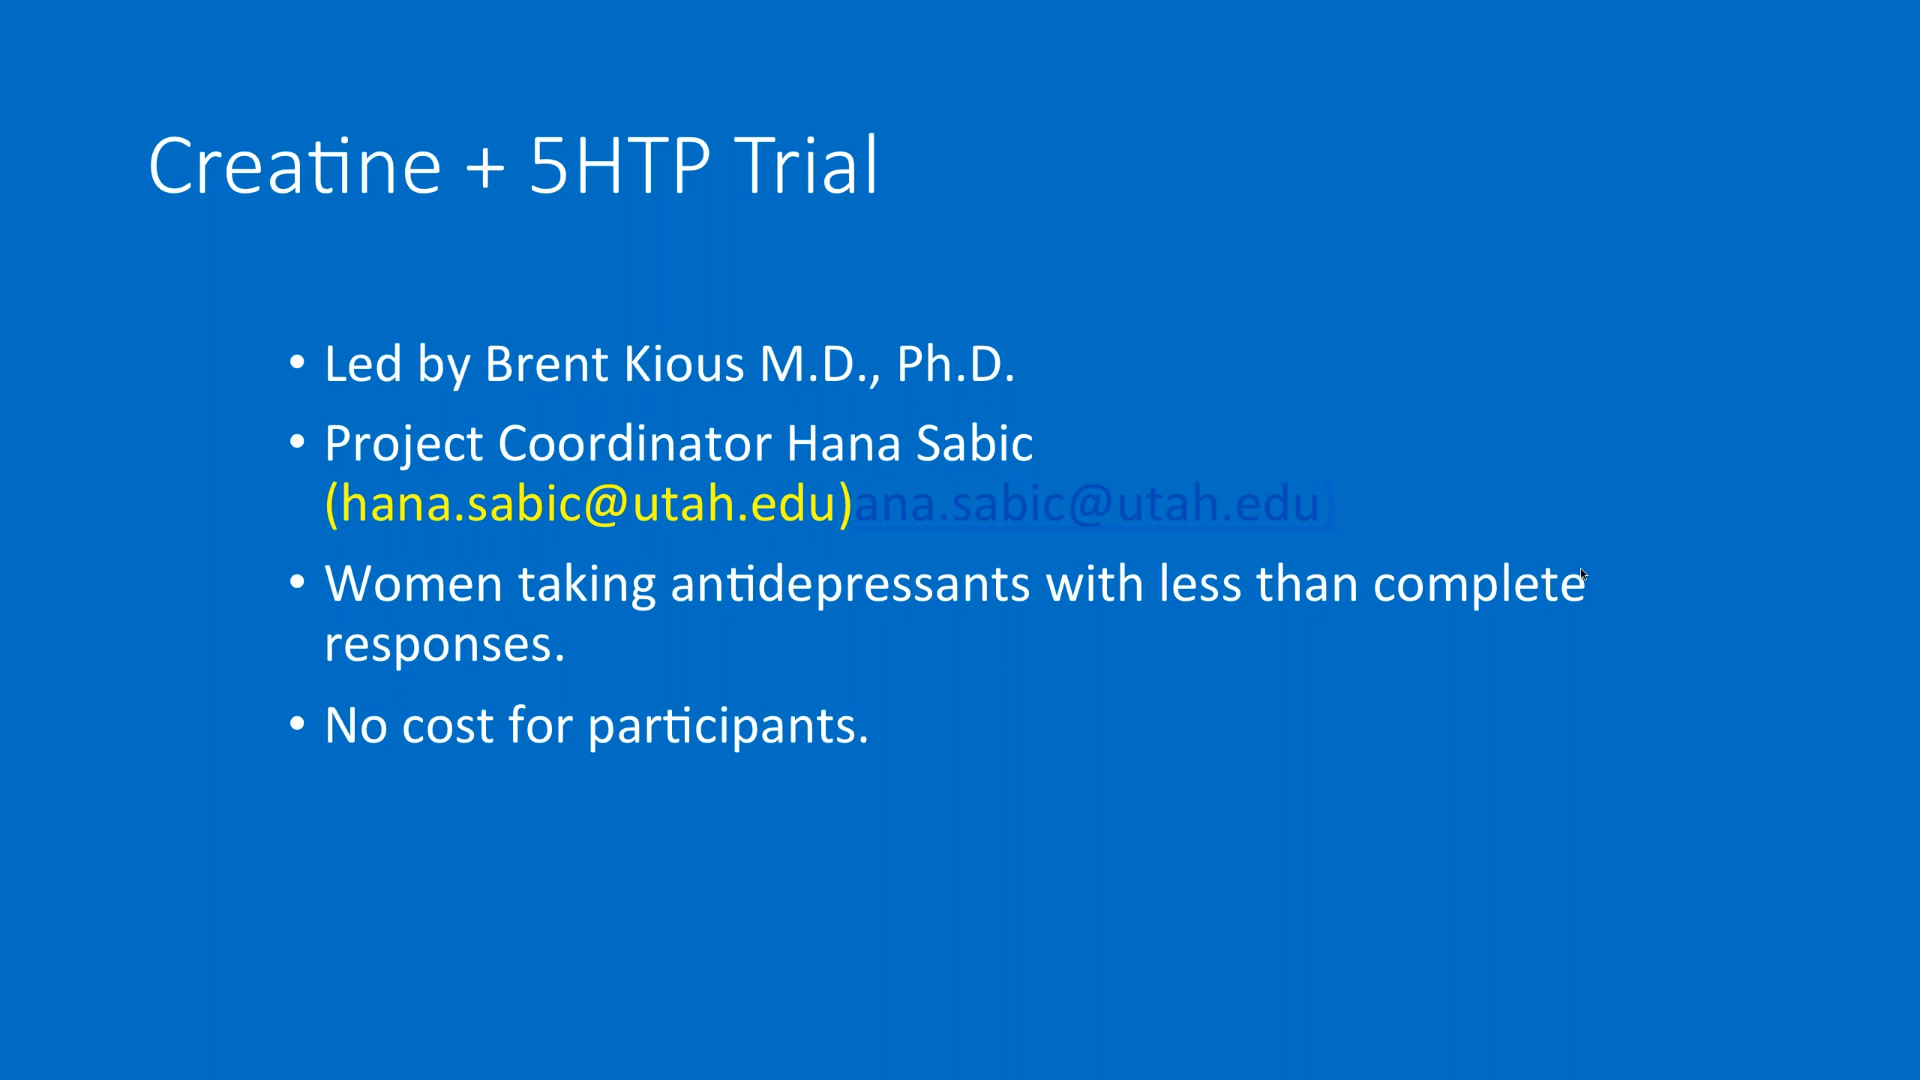 Creatine + 5HTP Trial
• Led by Brent Kious M.D., Ph.D.
• Project Coordinator Hana Sabic
(hana.sabic@utah.edu)ana.sabic@utah.edu)
• Women taking antidepressants with less than complete
responses.
• No cost for participants.